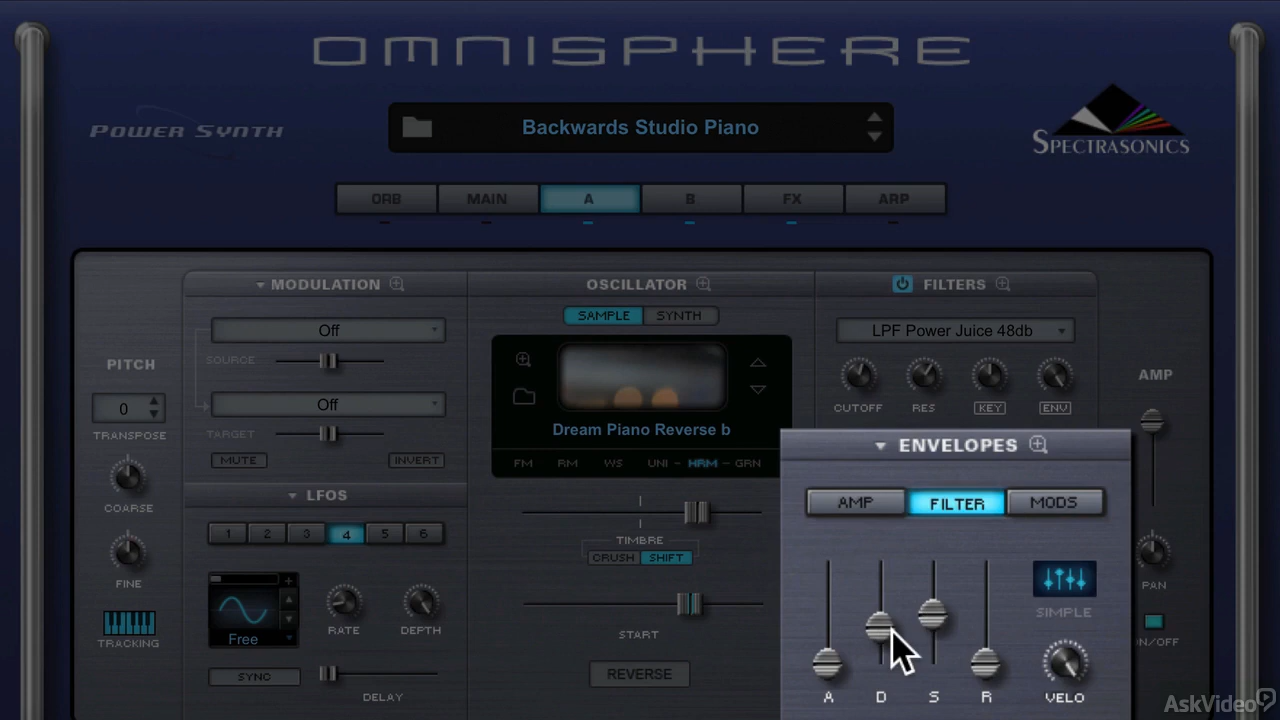 OMNISPHERE
POWER SYNTH
Backwards Studio Piano
SPECTRASONICS
ORB MAIN A B FX ARP
MODULATION
OSCILLATOR
FILTERS
SAMPLE SYNTH
Off
LPF Power Juice 48db
SOURCE
PITCH
0
TRANSPOSE
COARSE
FINE
TRACKING
Off
TARGET
MUTE INVERT
Dream Piano Reverse b
FM RM WS UNI - HRM - GRN
CUTOFF RES KEY ENV
AMP
LFOS
1 2 3 4 5 6
Free
RATE DEPTH
SYNC
DELAY
TIMBRE
CRUSH SHIFT
START
REVERSE
ENVELOPES
AMP FILTER MODS
SIMPLE
A D S R VELO
PAN
N/OFF
AskVideo